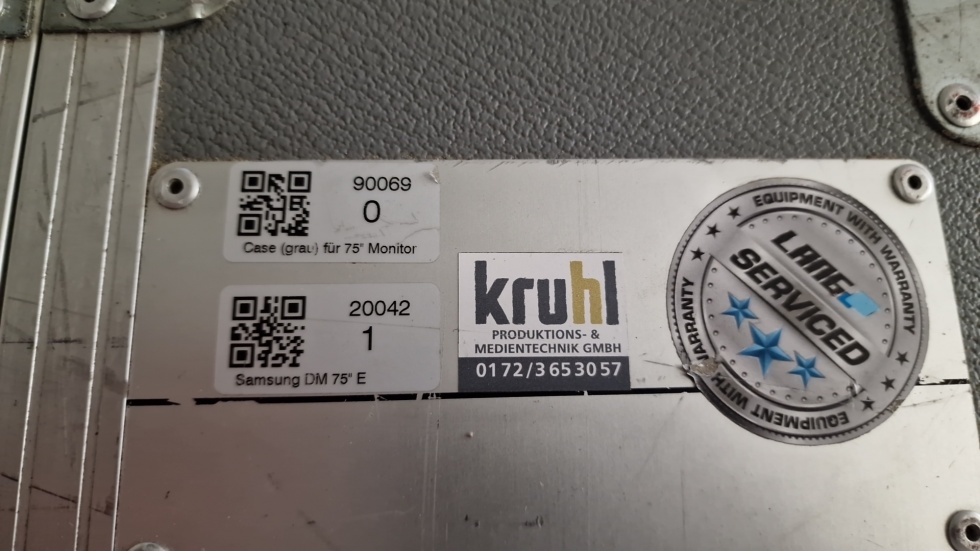 90069
0
Case (grau) für 75" Monitor
20042
1
Samsung DM 75" E
kruhl
PRODUKTIONS- &
MEDIENTECHNIK GMBH
0172/3653057
EQUIPMENT WITH WARRANTY
LANG
SERVICED
EQUIPMENT WITH WARRANTY